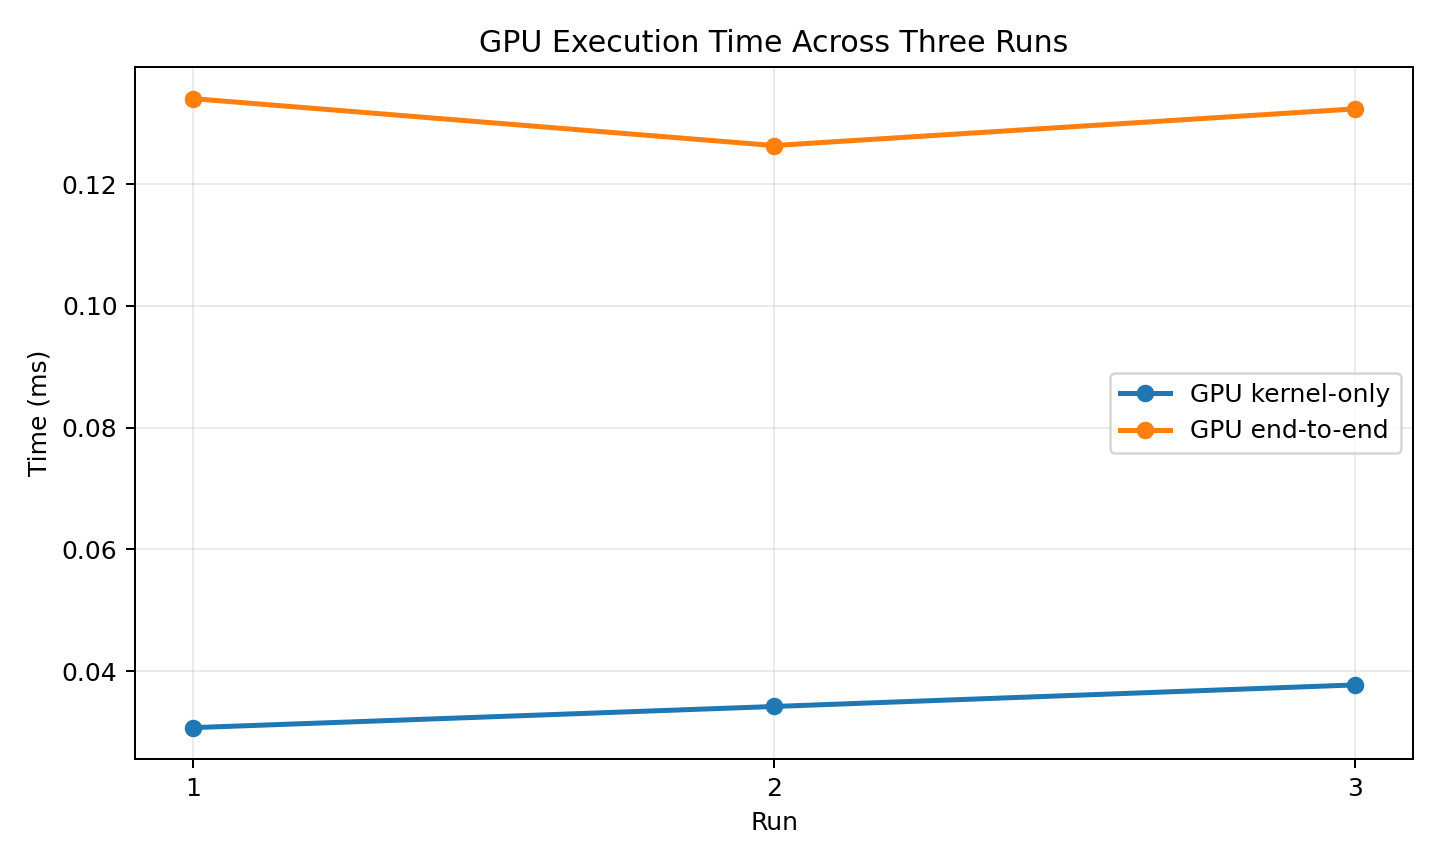 GPU Execution Time Across Three Runs
Time (ms)
0.12
0.10
0.08
0.06
0.04
GPU kernel-only
GPU end-to-end
1 2 3
Run